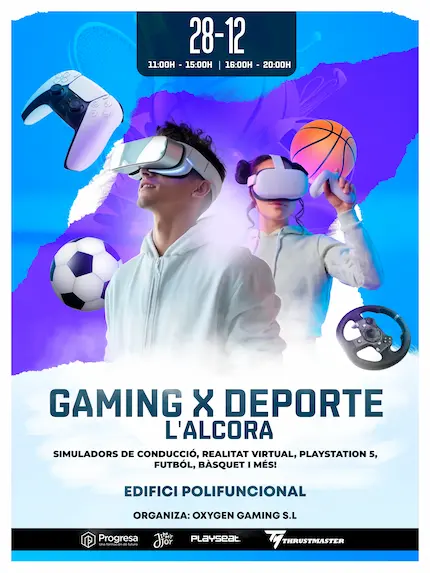 28-12
11:00H - 15:00H | 16:00H - 20:00H
GAMING X DEPORTE
L'ALCORA
SIMULADORS DE CONDUCCIÓ, REALITAT VIRTUAL, PLAYSTATION 5,
FUTBÓL, BÀSQUET I MÉS!
EDIFICI POLIFUNCIONAL
ORGANIZA: OXYGEN GAMING S.L
Progresa PLAYSEAT THRUSTMASTER